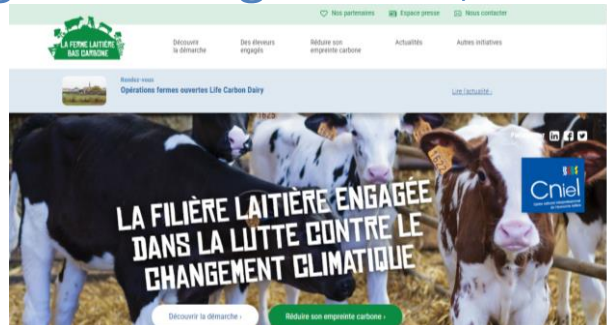 Nos partenaires
Espace presse
Nous contacter
LA FERME LAITIÈRE
BAS CARBONE
Découvrir
la démarche
Des éleveurs
engagés
Réduire son
empreinte carbone
Actualités
Autres initiatives
Rendez-vous
Opérations fermes ouvertes Life Carbon Dairy
Lire l'actualité ›
Cniel
LA FILIÈRE LAITIÈRE ENGAGÉE
DANS LA LUTTE CONTRE LE
CHANGEMENT CLIMATIQUE
Découvrir la démarche ›
Réduire son empreinte carbone ›